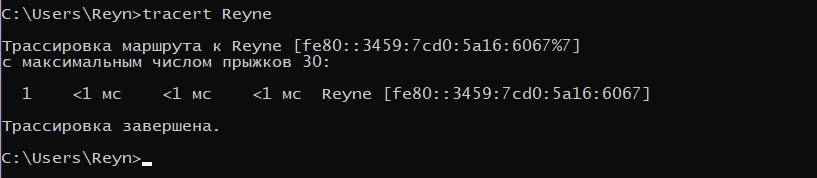 C:\Users\Reyn>tracert Reyne
Трассировка маршрута к Reyne [fe80::3459:7cd0:5a16:6067%7]
с максимальным числом прыжков 30:
1 <1 мс <1 мс <1 мс Reyne [fe80::3459:7cd0:5a16:6067]
Трассировка завершена.
C:\Users\Reyn>